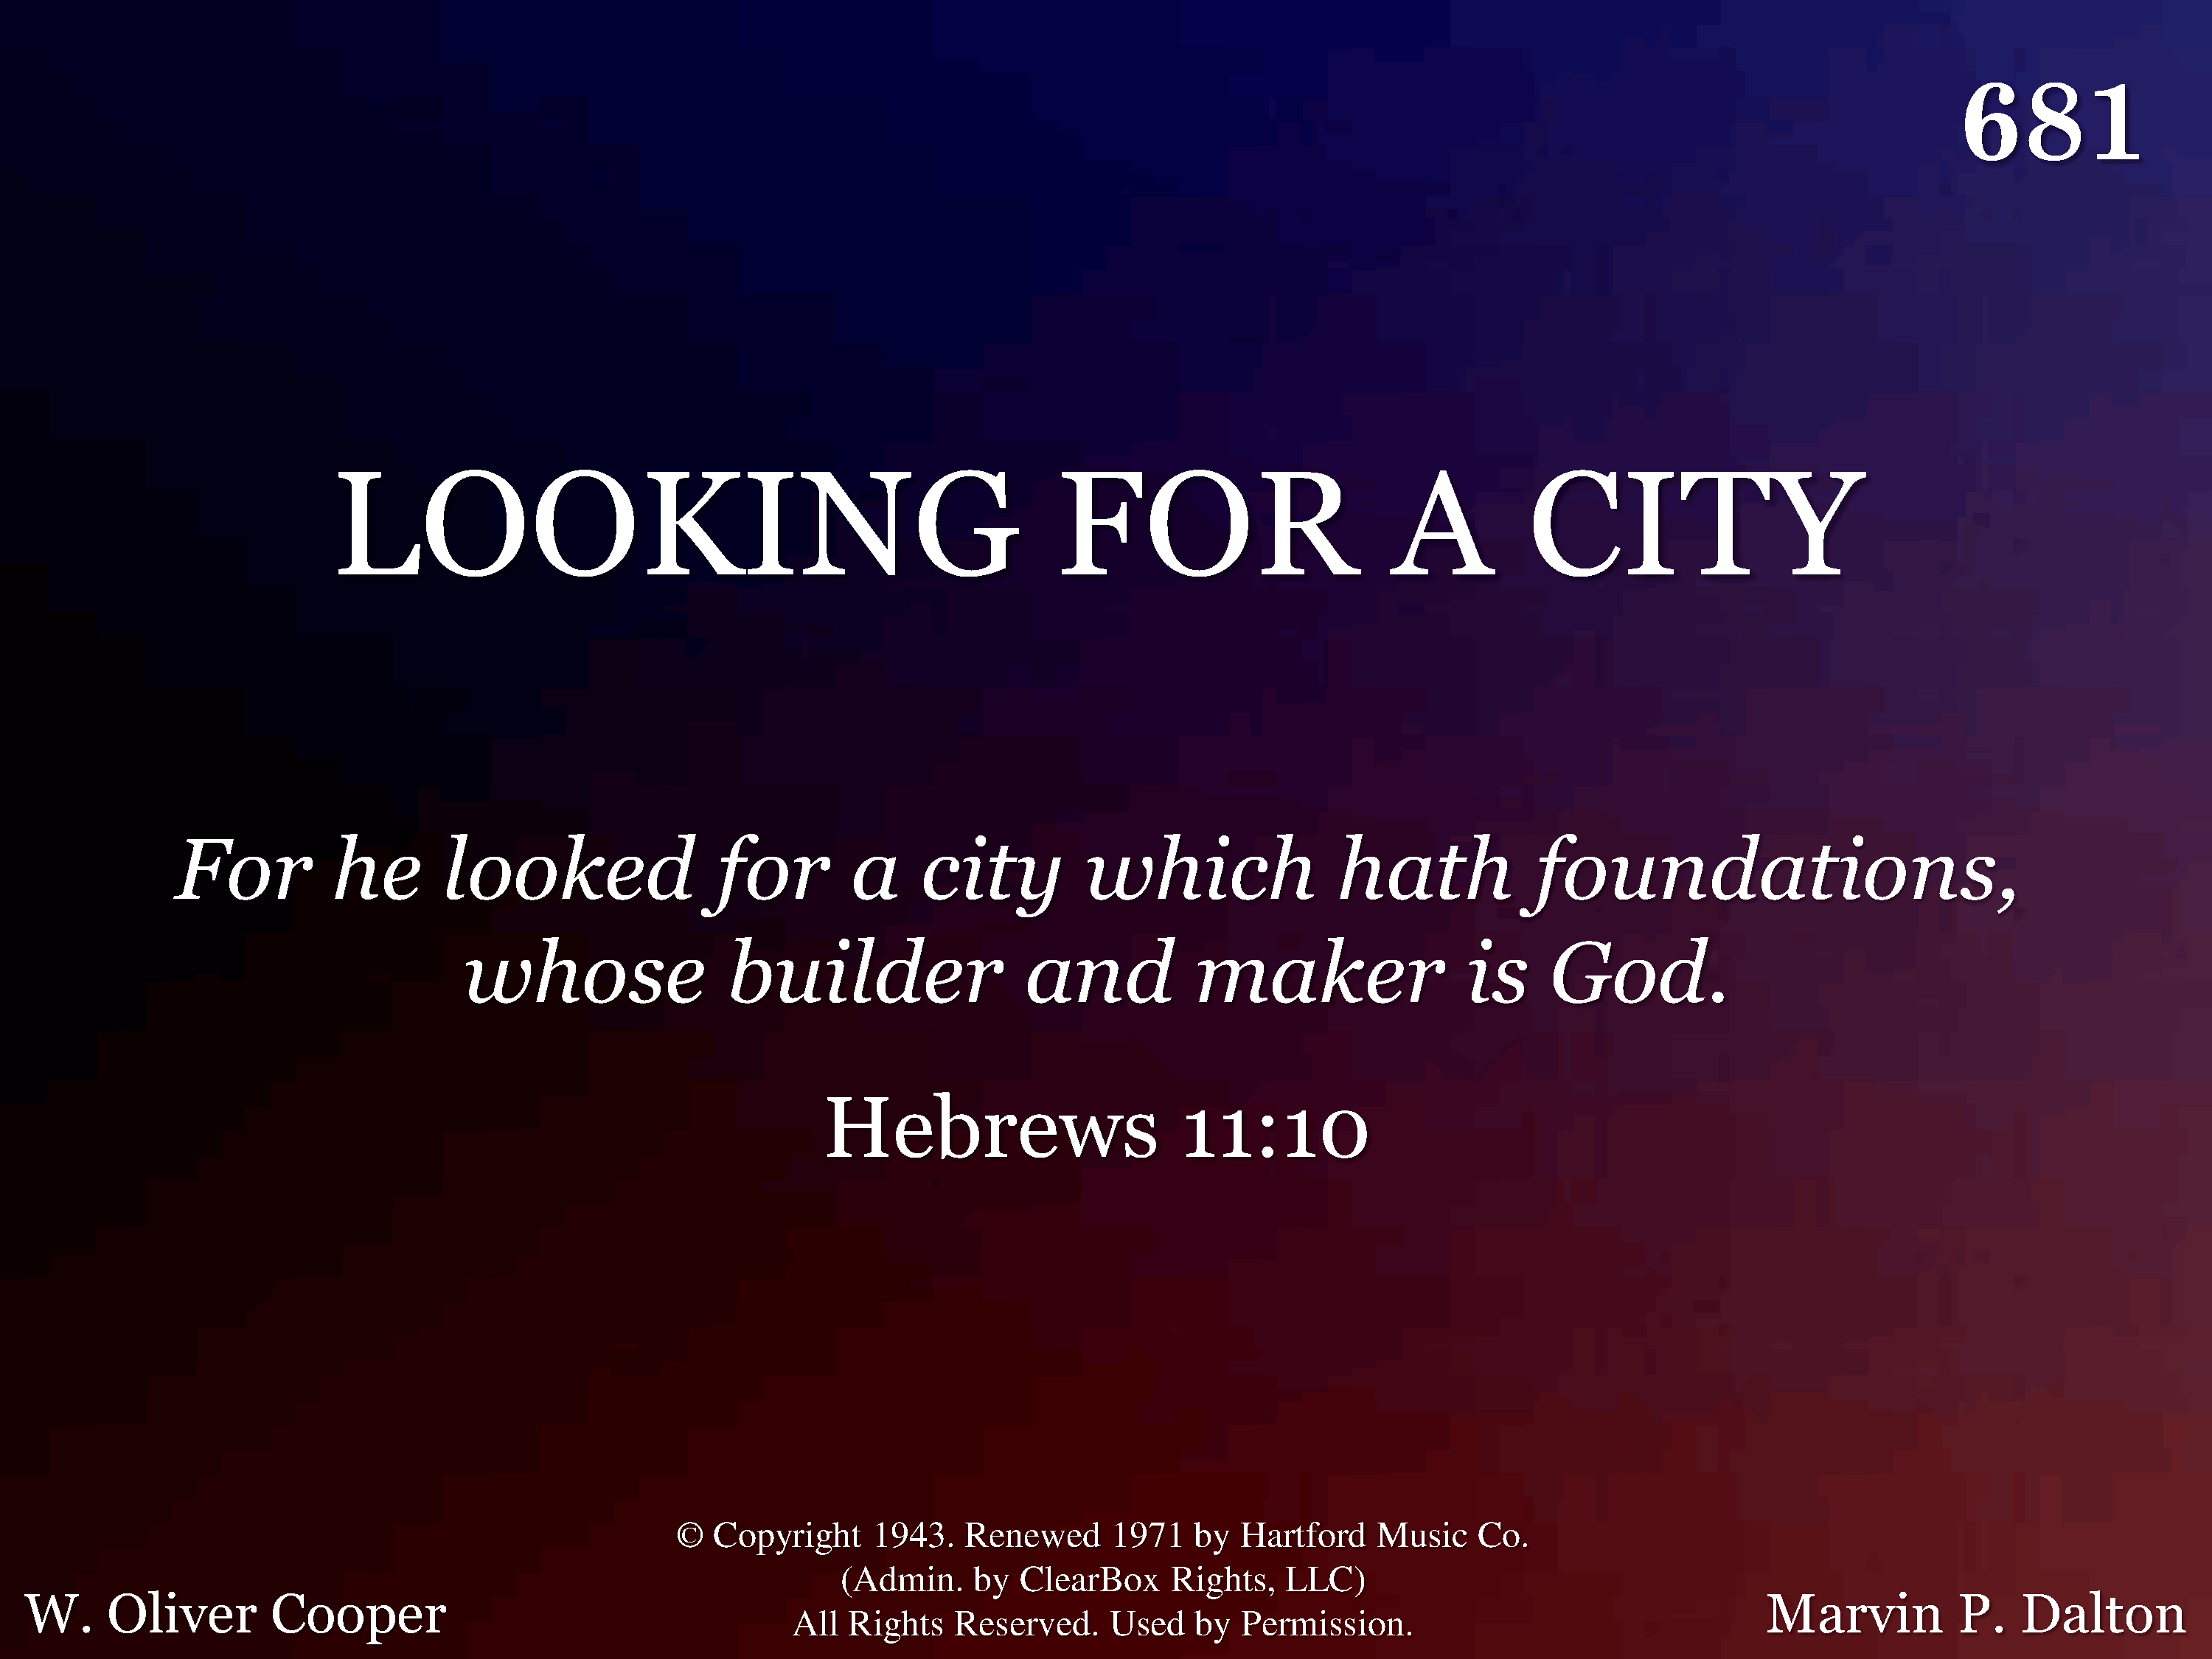 681
LOOKING FOR A CITY
For he looked for a city which hath foundations,
whose builder and maker is God.
Hebrews 11:10
© Copyright 1943. Renewed 1971 by Hartford Music Co.
(Admin. by ClearBox Rights, LLC)
All Rights Reserved. Used by Permission.
W. Oliver Cooper
Marvin P. Dalton